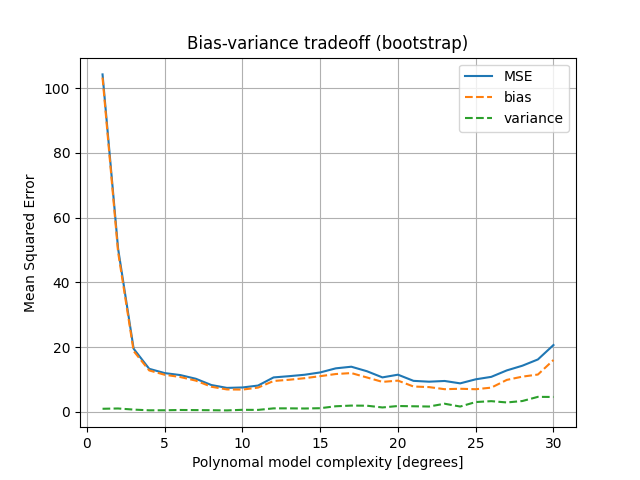 Bias-variance tradeoff (bootstrap)
MSE
bias
variance
Mean Squared Error
100
80
60
40
20
0
0 5 10 15 20 25 30
Polynomal model complexity [degrees]